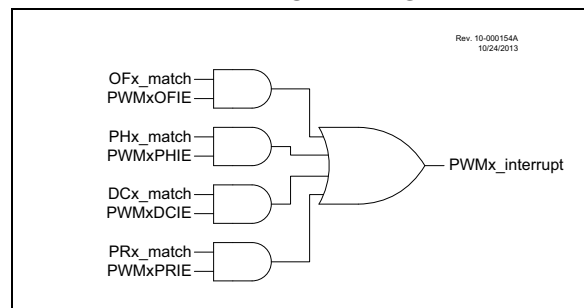 Rev. 10-000154A
10/24/2013
OFx_match
PWMxOFIE
PHx_match
PWMxPHIE
PWMx_interrupt
DCx_match
PWMxDCIE
PRx_match
PWMxPRIE